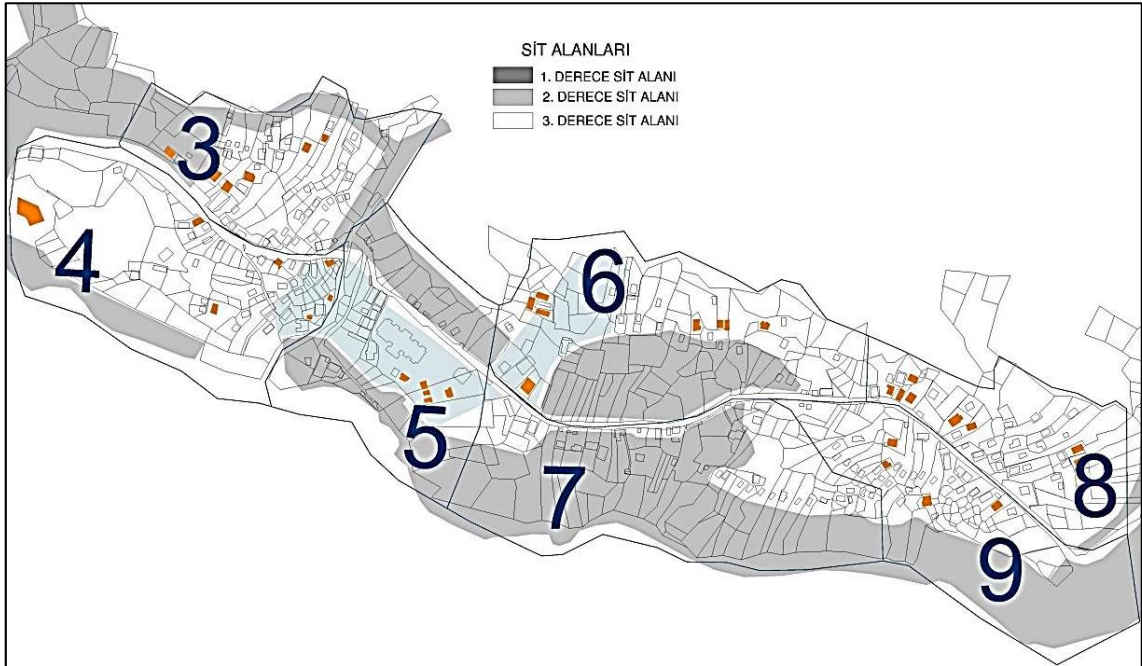 SİT ALANLARI
1. DERECE SİT ALANI
2. DERECE SİT ALANI
3. DERECE SİT ALANI
3
6
4
5
7
8
9